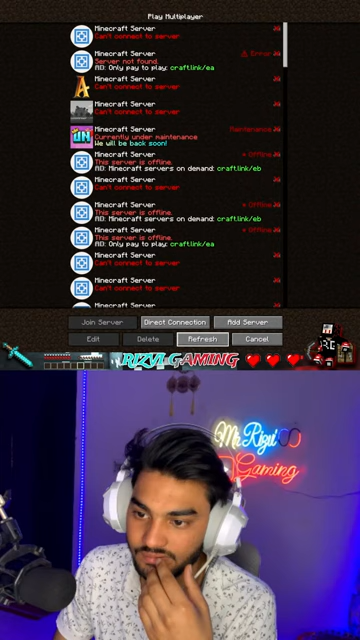 Play Multiplayer
Minecraft Server
Can't connect to server
Minecraft Server
Error
Server not found.
AD: Only pay to play: craftlink/ea
Minecraft Server
Can't connect to server
Minecraft Server
Can't connect to server
Minecraft Server
Maintenance
Currently under maintenance
We will be back soon!
Minecraft Server
Offline
This server is offline.
AD: Minecraft servers on demand: craftlink/eb
Minecraft Server
Can't connect to server
Minecraft Server
Offline
This server is offline.
AD: Minecraft servers on demand: craftlink/eb
Minecraft Server
Offline
This server is offline.
AD: Only pay to play: craftlink/ea
Minecraft Server
Can't connect to server
Minecraft Server
Can't connect to server
Minecraft Server
Join Server
Direct Connection
Add Server
Edit
Delete
Refresh
Cancel
RIZVI GAMING
Mr.Rizvi
Gaming